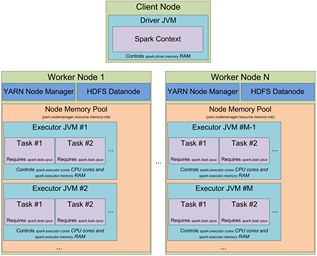 Client Node
Driver JVM
Spark Context
Controls spark.driver.memory RAM
Worker Node 1
YARN Node Manager
HDFS Datanode
Node Memory Pool
(yarn.nodemanager.resource.memory-mb)
Executor JVM #1
Task #1
Task #2
...
Requires spark.task.cpus
Requires spark.task.cpus
Controls spark.executor.cores CPU cores and
spark.executor.memory RAM
Executor JVM #2
Task #1
Task #2
...
Requires spark.task.cpus
Requires spark.task.cpus
Controls spark.executor.cores CPU cores and
spark.executor.memory RAM
...
...
Worker Node N
YARN Node Manager
HDFS Datanode
Node Memory Pool
(yarn.nodemanager.resource.memory-mb)
Executor JVM #M-1
Task #1
Task #2
...
Requires spark.task.cpus
Requires spark.task.cpus
Controls spark.executor.cores CPU cores and
spark.executor.memory RAM
Executor JVM #M
Task #1
Task #2
...
Requires spark.task.cpus
Requires spark.task.cpus
Controls spark.executor.cores CPU cores and
spark.executor.memory RAM
...